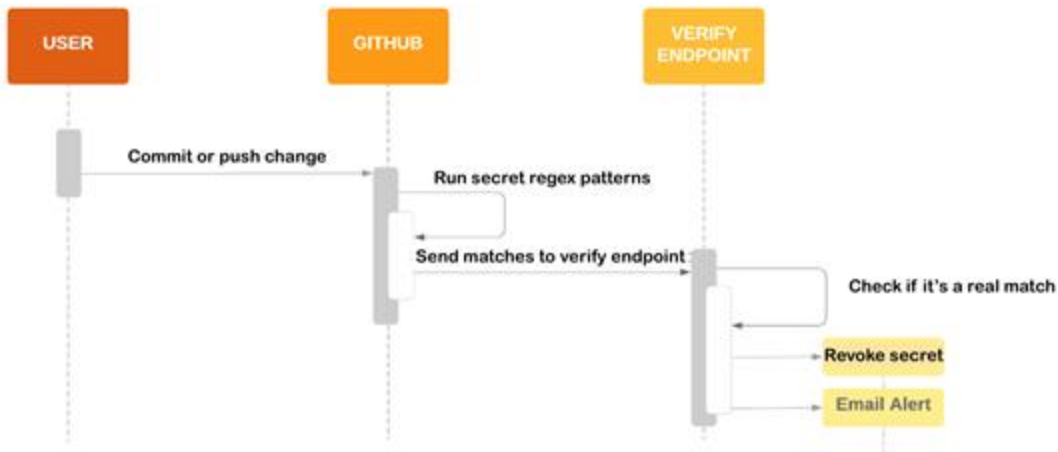 USER
GITHUB
VERIFY
ENDPOINT
Commit or push change
Run secret regex patterns
Send matches to verify endpoint
Check if it's a real match
Revoke secret
Email Alert